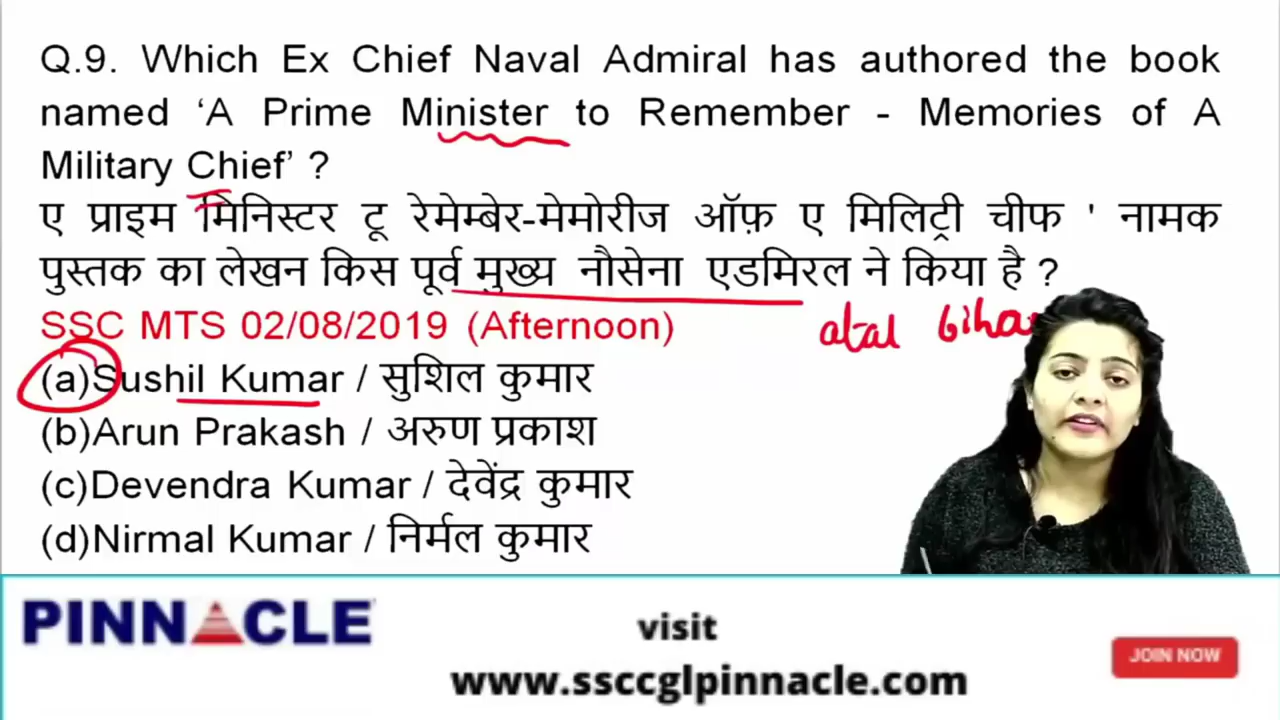 Q.9. Which Ex Chief Naval Admiral has authored the book
named ‘A Prime Minister to Remember - Memories of A
Military Chief’ ?
ए प्राइम मिनिस्टर टू रेमेम्बेर-मेमोरीज ऑफ़ ए मिलिट्री चीफ ' नामक
पुस्तक का लेखन किस पूर्व मुख्य नौसेना एडमिरल ने किया है ?
SSC MTS 02/08/2019 (Afternoon)
atal
(a)Sushil Kumar / सुशिल कुमार
(b)Arun Prakash / अरुण प्रकाश
(c)Devendra Kumar / देवेंद्र कुमार
(d)Nirmal Kumar / निर्मल कुमार
PINNACLE
visit
www.ssccglpinnacle.com
JOIN NOW